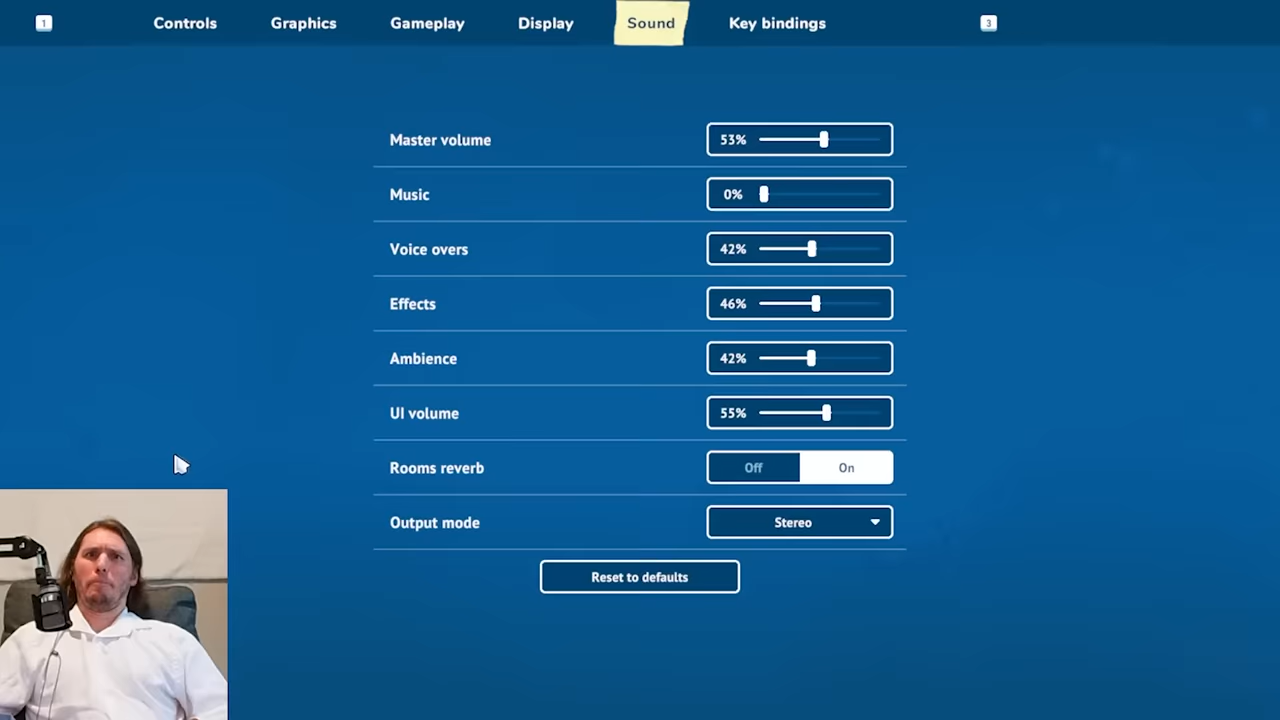 1 Controls Graphics Gameplay Display Sound Key bindings 3
Master volume 53%
Music 0%
Voice overs 42%
Effects 46%
Ambience 42%
UI volume 55%
Rooms reverb Off On
Output mode Stereo
Reset to defaults